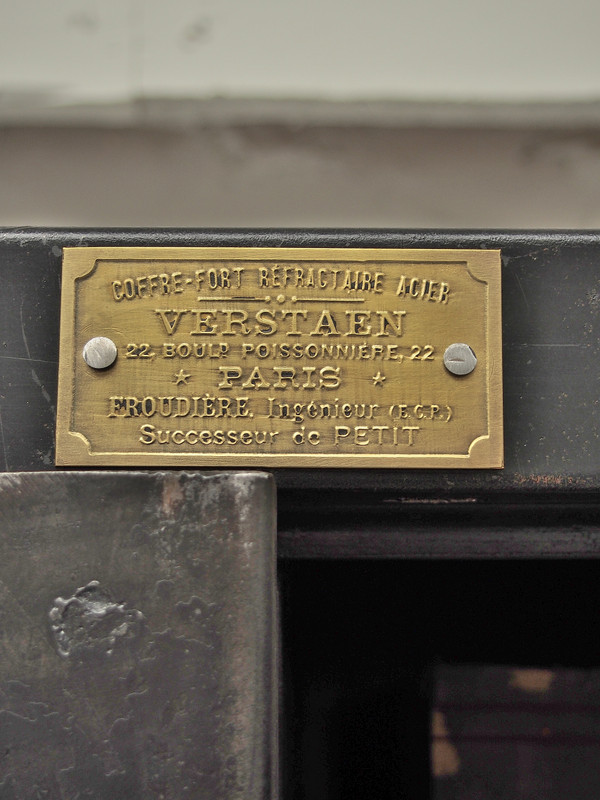 COFFRE-FORT RÉFRACTAIRE ACIER
VERSTAEN
22, BOULD POISSONNIÈRE, 22
★ PARIS ★
FROUDIÈRE, Ingénieur (E.C.P.)
Successeur de PETIT